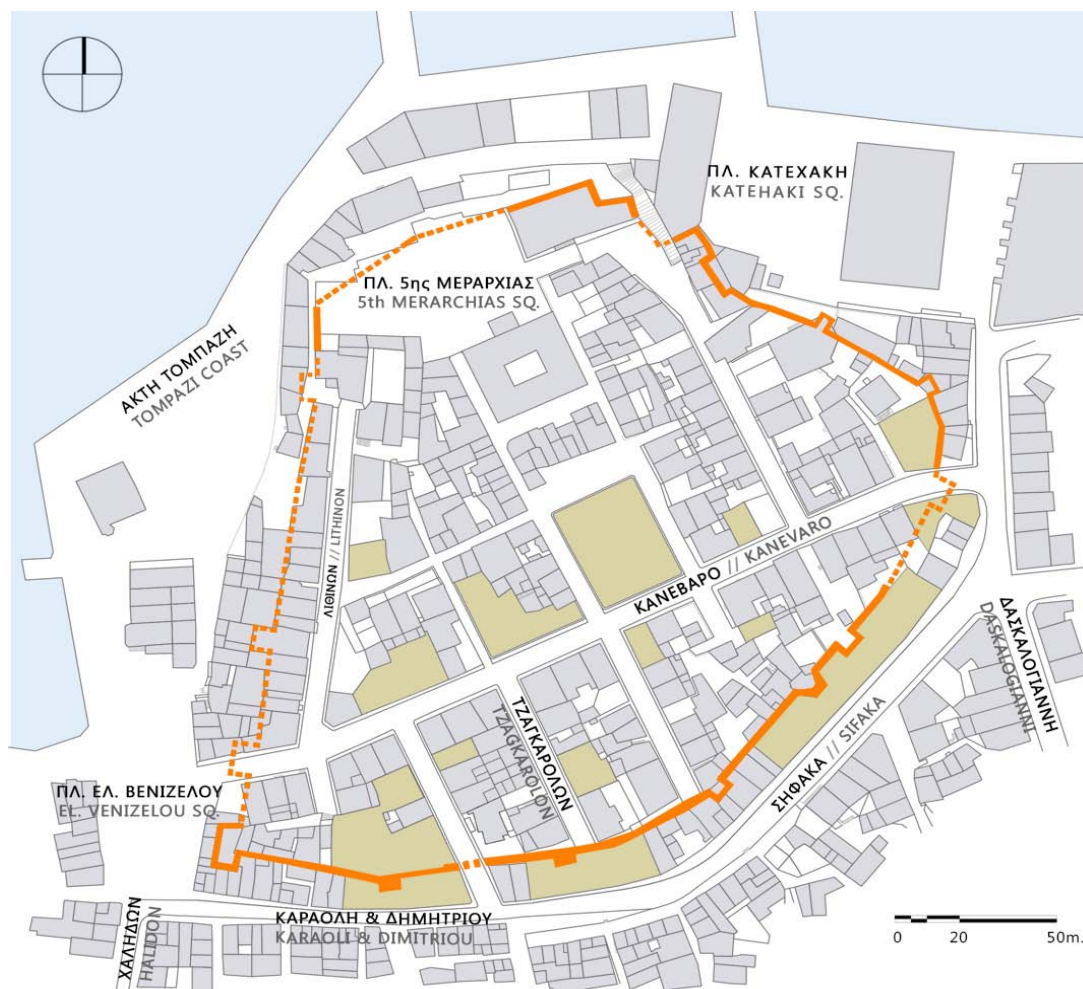 ΠΛ. ΚΑΤΕΧΑΚΗ
KATEHAKI SQ.
ΠΛ. 5ης ΜΕΡΑΡΧΙΑΣ
5th MERARCHIAS SQ.
ΑΚΤΗ ΤΟΜΠΑΖΗ
TOMPAZI COAST
ΛΙΘΙΝΩΝ // LITHINON
ΚΑΝΕΒΑΡΟ // KANEVARO
ΔΑΣΚΑΛΟΓΙΑΝΝΗ
DASKALOGIANNI
ΤΖΑΓΚΑΡΟΛΩΝ
TZAGKAROLON
ΣΗΦΑΚΑ // SIFAKA
ΠΛ. ΕΛ. ΒΕΝΙΖΕΛΟΥ
EL. VENIZELOU SQ.
ΧΑΛΗΔΩΝ
HALIDON
ΚΑΡΑΟΛΗ & ΔΗΜΗΤΡΙΟΥ
KARAOLI & DIMITRIOU
0 20 50m.